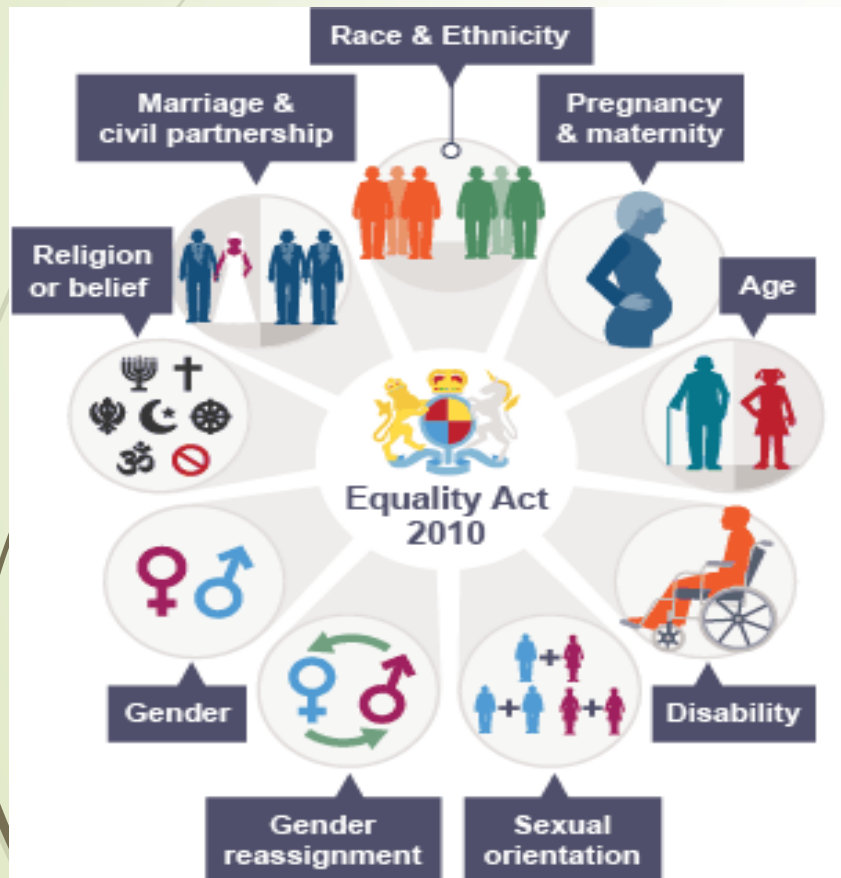 Race & Ethnicity
Marriage &
civil partnership
Pregnancy
& maternity
Religion
or belief
Age
Equality Act
2010
Gender
Disability
Gender
reassignment
Sexual
orientation